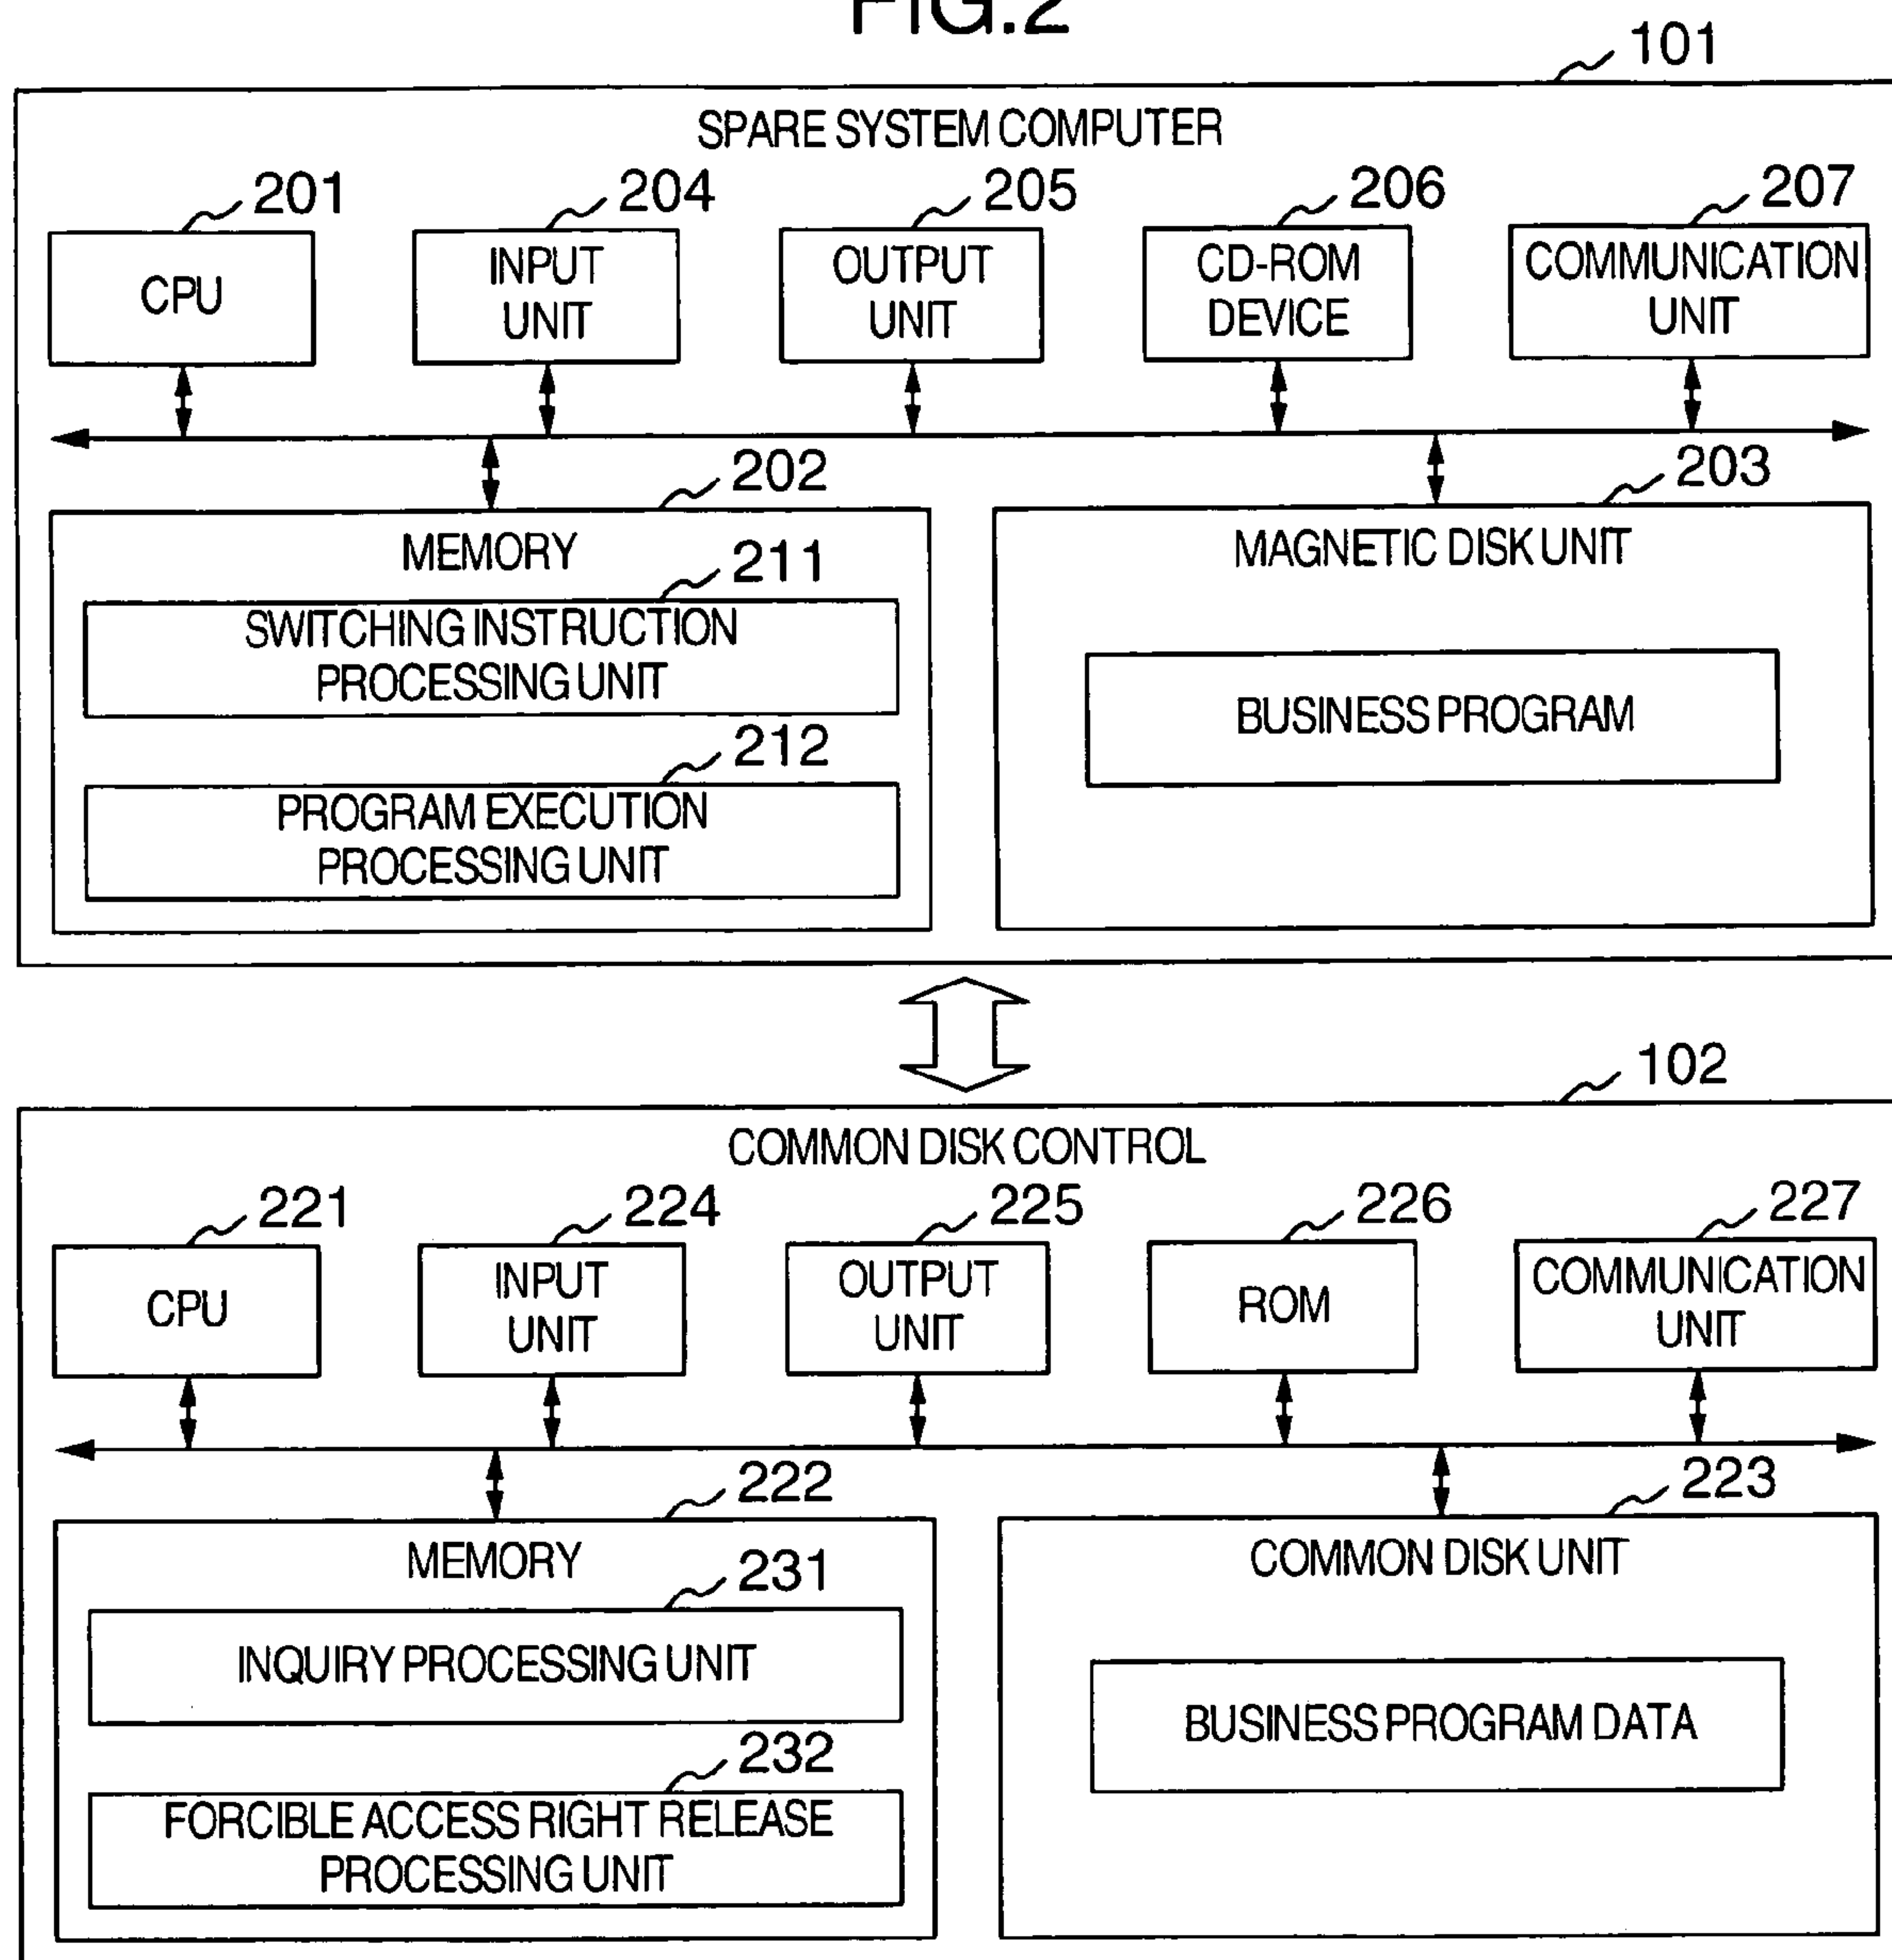 FIG.2
101
SPARE SYSTEM COMPUTER
201
204
205
206
207
CPU
INPUT
UNIT
OUTPUT
UNIT
CD-ROM
DEVICE
COMMUNICATION
UNIT
202
203
MEMORY
MAGNETIC DISK UNIT
211
SWITCHING INSTRUCTION
PROCESSING UNIT
BUSINESS PROGRAM
212
PROGRAM EXECUTION
PROCESSING UNIT
102
COMMON DISK CONTROL
221
224
225
226
227
CPU
INPUT
UNIT
OUTPUT
UNIT
ROM
COMMUNICATION
UNIT
222
223
MEMORY
COMMON DISK UNIT
231
INQUIRY PROCESSING UNIT
BUSINESS PROGRAM DATA
232
FORCIBLE ACCESS RIGHT RELEASE
PROCESSING UNIT